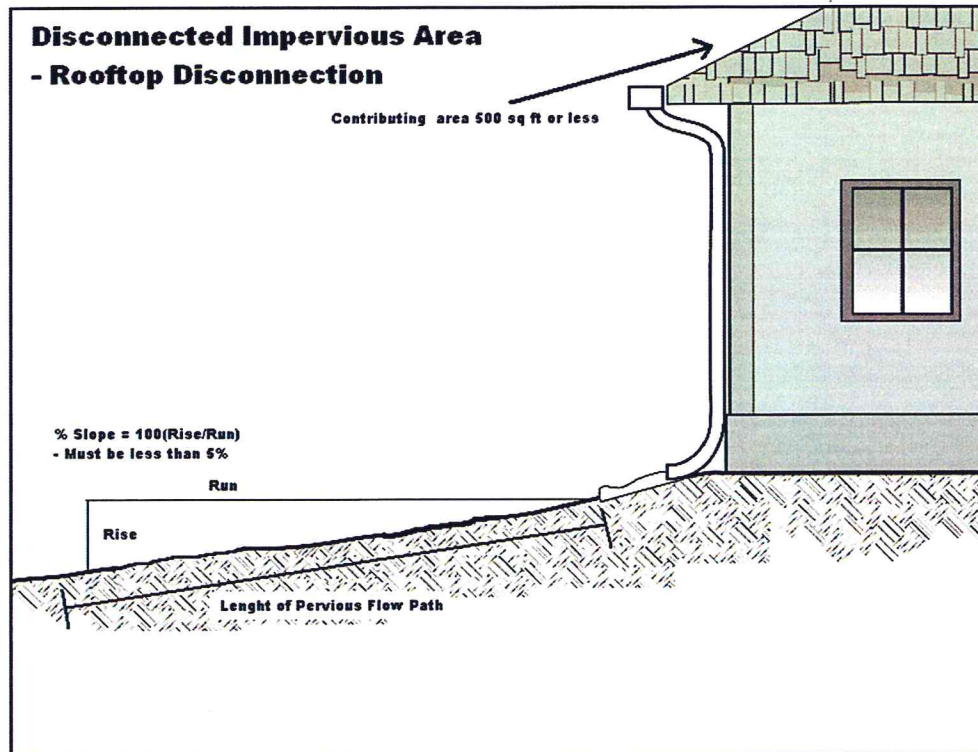 Disconnected Impervious Area
- Rooftop Disconnection
Contributing area 500 sq ft or less
% Slope = 100(Rise/Run)
- Must be less than 5%
Run
Rise
Lenght of Pervious Flow Path